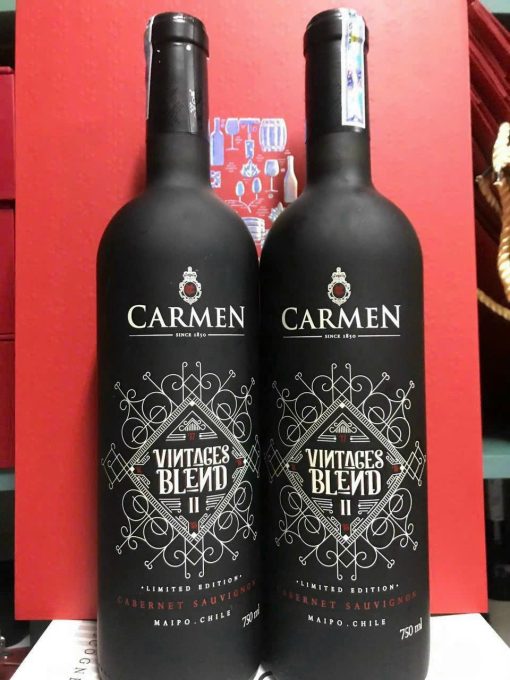 CARMEN
SINCE 1850
VINTAGES
BLEND
II
· LIMITED EDITION ·
CABERNET SAUVIGNON
MAIPO . CHILE
750 ml
CARMEN
SINCE 1850
VINTAGES
BLEND
II
· LIMITED EDITION ·
CABERNET SAUVIGNON
MAIPO . CHILE
750 ml